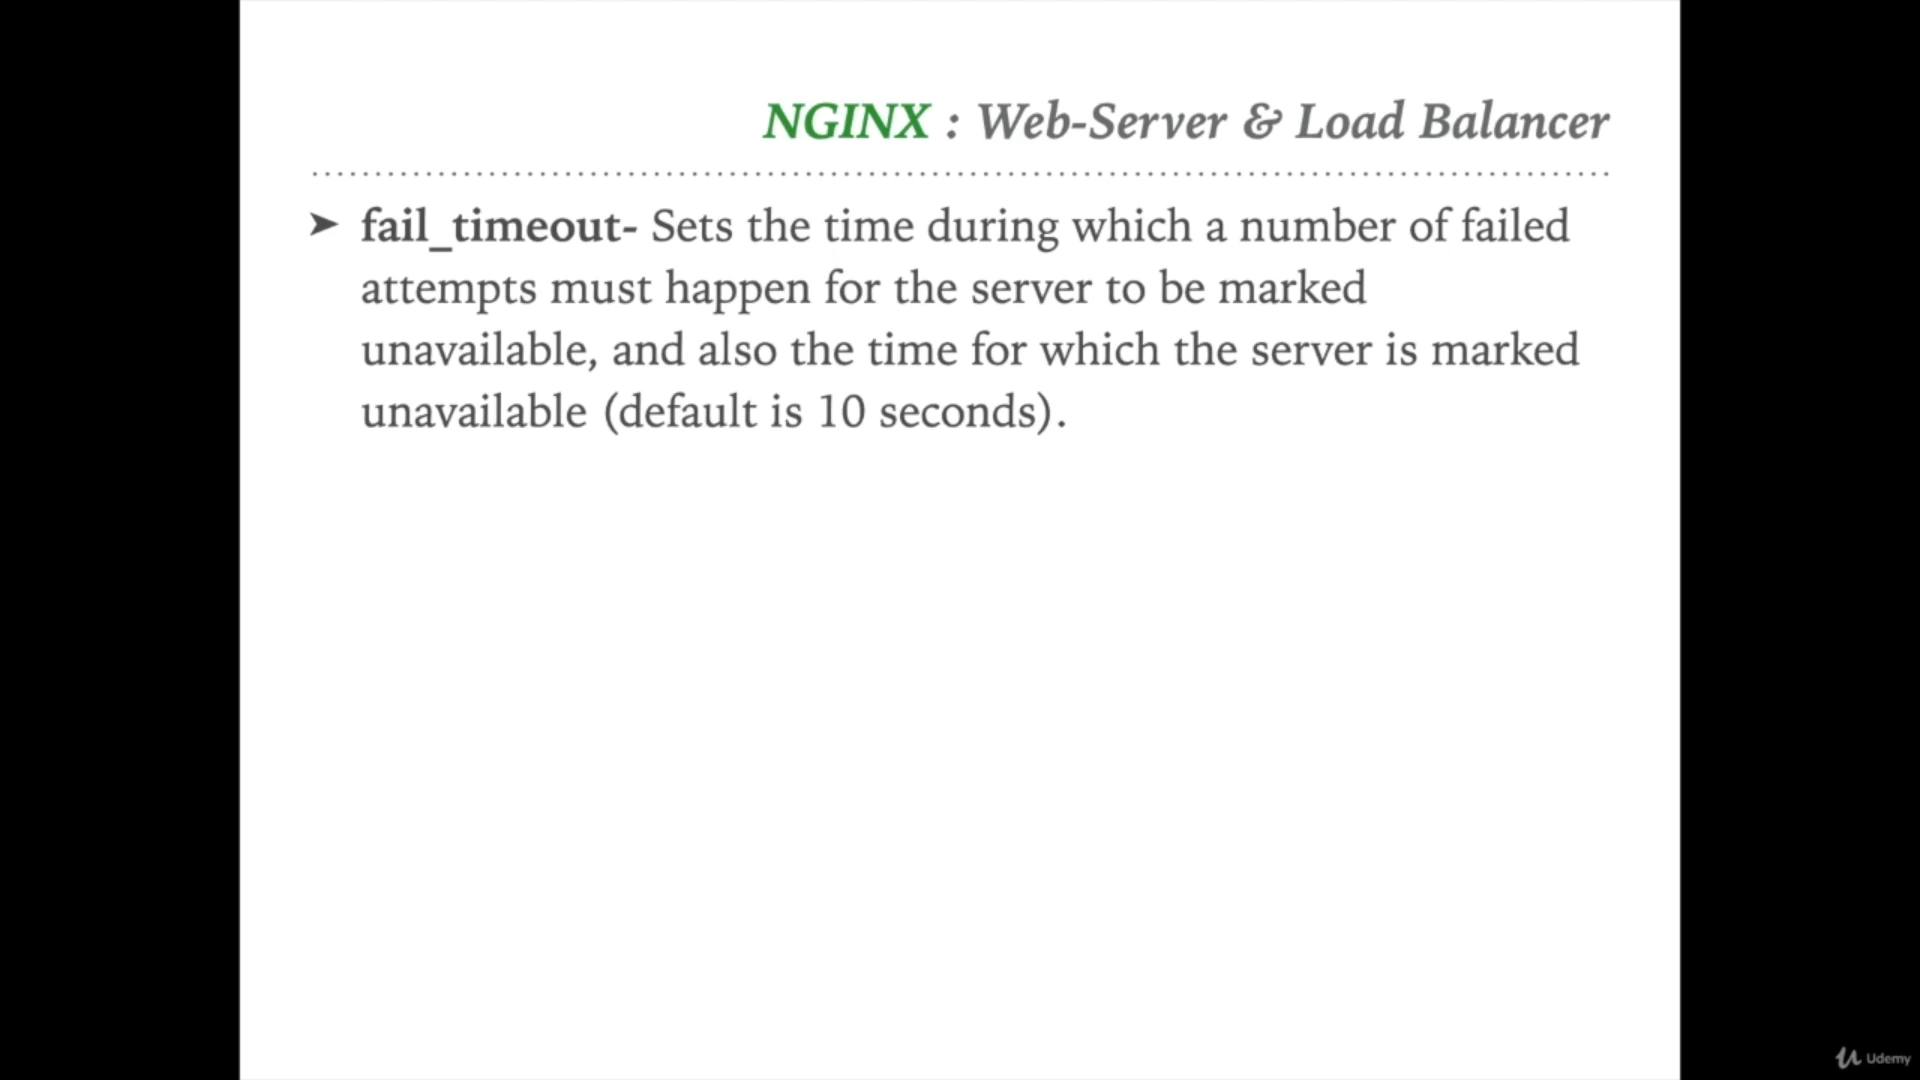 NGINX : Web-Server & Load Balancer
➤ fail_timeout- Sets the time during which a number of failed
attempts must happen for the server to be marked
unavailable, and also the time for which the server is marked
unavailable (default is 10 seconds).
Udemy